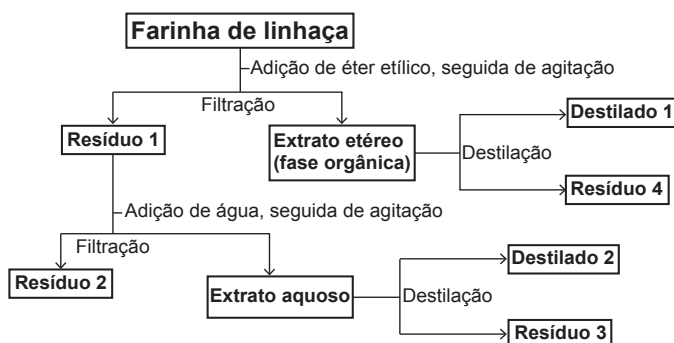 Farinha de linhaça
Adição de éter etílico, seguida de agitação
Filtração
Resíduo 1
Extrato etéreo
(fase orgânica)
Destilado 1
Destilação
Resíduo 4
Adição de água, seguida de agitação
Filtração
Resíduo 2
Extrato aquoso
Destilado 2
Destilação
Resíduo 3